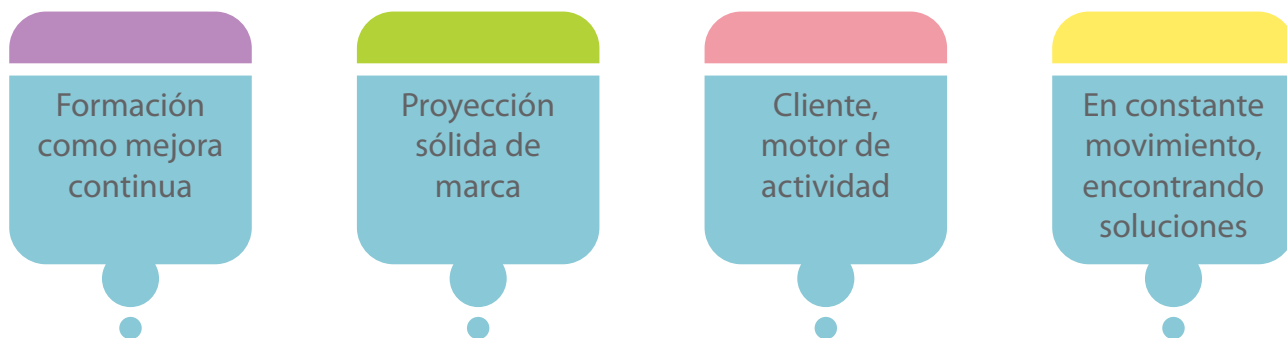 Formación
como mejora
continua
Proyección
sólida de
marca
Cliente,
motor de
actividad
En constante
movimiento,
encontrando
soluciones